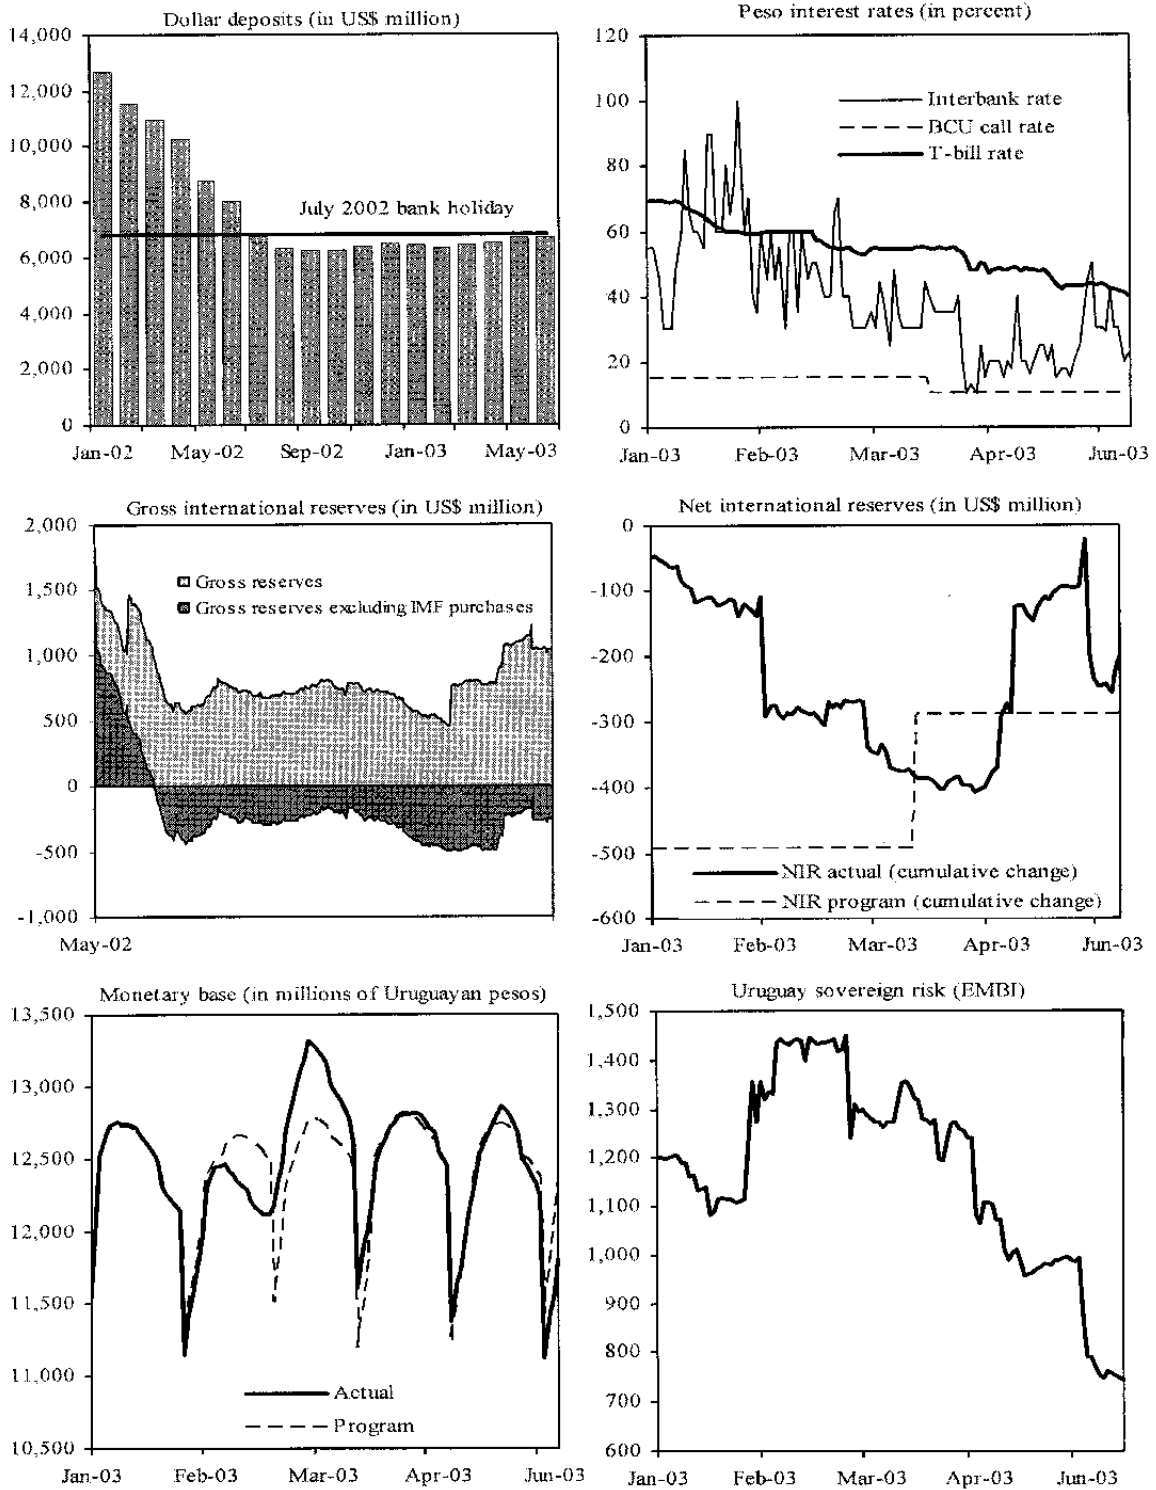 Dollar deposits (in US$ million)
14,000
12,000
10,000
8,000
6,000
4,000
2,000
0
July 2002 bank holiday
Jan-02 May-02 Sep-02 Jan-03 May-03
Peso interest rates (in percent)
120
100
80
60
40
20
0
Interbank rate
BCU call rate
T-bill rate
Jan-03 Feb-03 Mar-03 Apr-03 Jun-03
Gross international reserves (in US$ million)
2,000
1,500
1,000
500
0
-500
-1,000
Gross reserves
Gross reserves excluding IMF purchases
May-02
Net international reserves (in US$ million)
0
-100
-200
-300
-400
-500
-600
NIR actual (cumulative change)
NIR program (cumulative change)
Jan-03 Feb-03 Mar-03 Apr-03 Jun-03
Monetary base (in millions of Uruguayan pesos)
13,500
13,000
12,500
12,000
11,500
11,000
10,500
Actual
Program
Jan-03 Feb-03 Mar-03 Apr-03 Jun-03
Uruguay sovereign risk (EMBI)
1,500
1,400
1,300
1,200
1,100
1,000
900
800
700
600
Jan-03 Feb-03 Mar-03 Apr-03 Jun-03